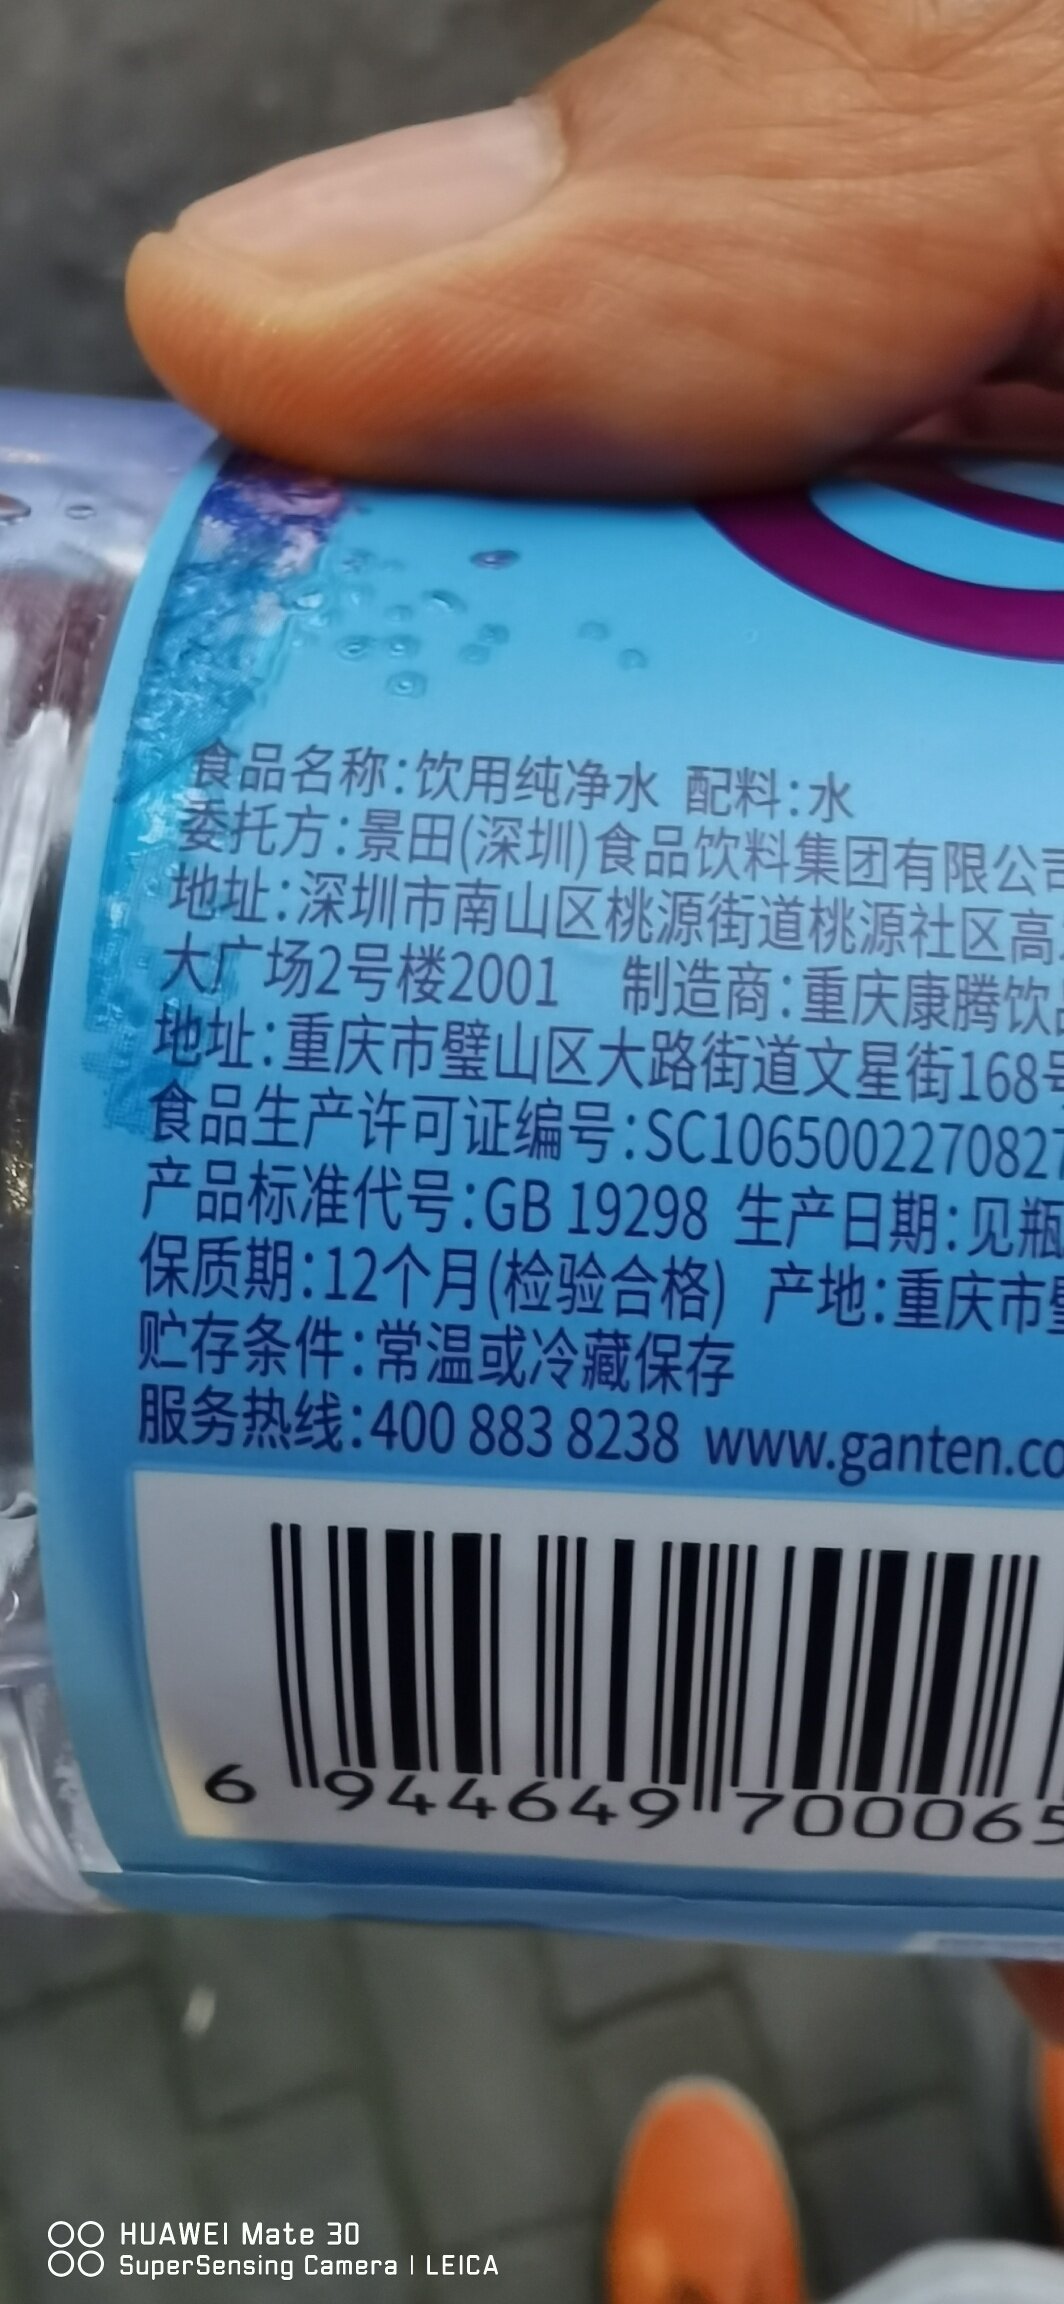 食品名称:饮用纯净水 配料:水
委托方:景田(深圳)食品饮料集团有限公司
地址:深圳市南山区桃源街道桃源社区高
大广场2号楼2001 制造商:重庆康腾饮
地址:重庆市璧山区大路街道文星街168号
食品生产许可证编号:SC1065002270827
产品标准代号:GB 19298 生产日期:见瓶
保质期:12个月(检验合格) 产地:重庆市璧
贮存条件:常温或冷藏保存
服务热线:400 883 8238 www.ganten.co
6 944649 700065
HUAWEI Mate 30
SuperSensing Camera | LEICA